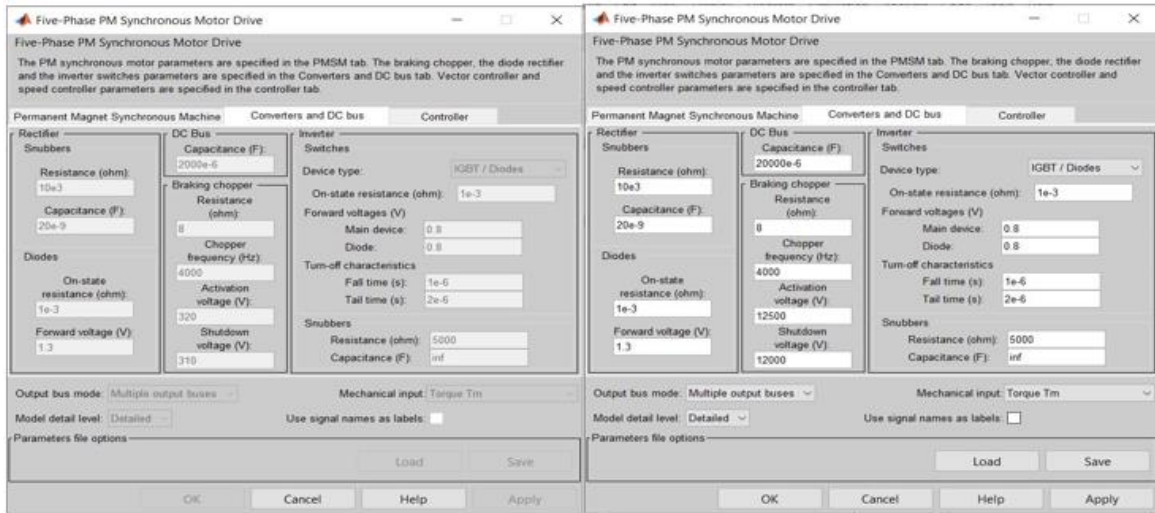 Five-Phase PM Synchronous Motor Drive
Five-Phase PM Synchronous Motor Drive
The PM synchronous motor parameters are specified in the PMSM tab. The braking chopper, the diode rectifier
and the inverter switches parameters are specified in the Converters and DC bus tab. Vector controller and
speed controller parameters are specified in the controller tab.
Permanent Magnet Synchronous Machine Converters and DC bus Controller
Rectifier
Snubbers
Resistance (ohm):
10e3
Capacitance (F):
20e-9
Diodes
On-state
resistance (ohm):
1e-3
Forward voltage (V):
1.3
DC Bus
Capacitance (F):
2000e-6
Braking chopper
Resistance
(ohm):
8
Chopper
frequency (Hz):
4000
Activation
voltage (V):
320
Shutdown
voltage (V):
310
Inverter
Switches
Device type: IGBT / Diodes
On-state resistance (ohm): 1e-3
Forward voltages (V)
Main device: 0.8
Diode: 0.8
Turn-off characteristics
Fall time (s): 1e-6
Tail time (s): 2e-6
Snubbers
Resistance (ohm): 5000
Capacitance (F): inf
Output bus mode: Multiple output buses Mechanical input: Torque Tm
Model detail level: Detailed Use signal names as labels:
Parameters file options
Load Save
OK Cancel Help Apply
Five-Phase PM Synchronous Motor Drive
Five-Phase PM Synchronous Motor Drive
The PM synchronous motor parameters are specified in the PMSM tab. The braking chopper, the diode rectifier
and the inverter switches parameters are specified in the Converters and DC bus tab. Vector controller and
speed controller parameters are specified in the controller tab.
Permanent Magnet Synchronous Machine Converters and DC bus Controller
Rectifier
Snubbers
Resistance (ohm):
10e3
Capacitance (F):
20e-9
Diodes
On-state
resistance (ohm):
1e-3
Forward voltage (V):
1.3
DC Bus
Capacitance (F):
20000e-6
Braking chopper
Resistance
(ohm):
8
Chopper
frequency (Hz):
4000
Activation
voltage (V):
12500
Shutdown
voltage (V):
12000
Inverter
Switches
Device type: IGBT / Diodes
On-state resistance (ohm): 1e-3
Forward voltages (V)
Main device: 0.8
Diode: 0.8
Turn-off characteristics
Fall time (s): 1e-6
Tail time (s): 2e-6
Snubbers
Resistance (ohm): 5000
Capacitance (F): inf
Output bus mode: Multiple output buses Mechanical input: Torque Tm
Model detail level: Detailed Use signal names as labels:
Parameters file options
Load Save
OK Cancel Help Apply